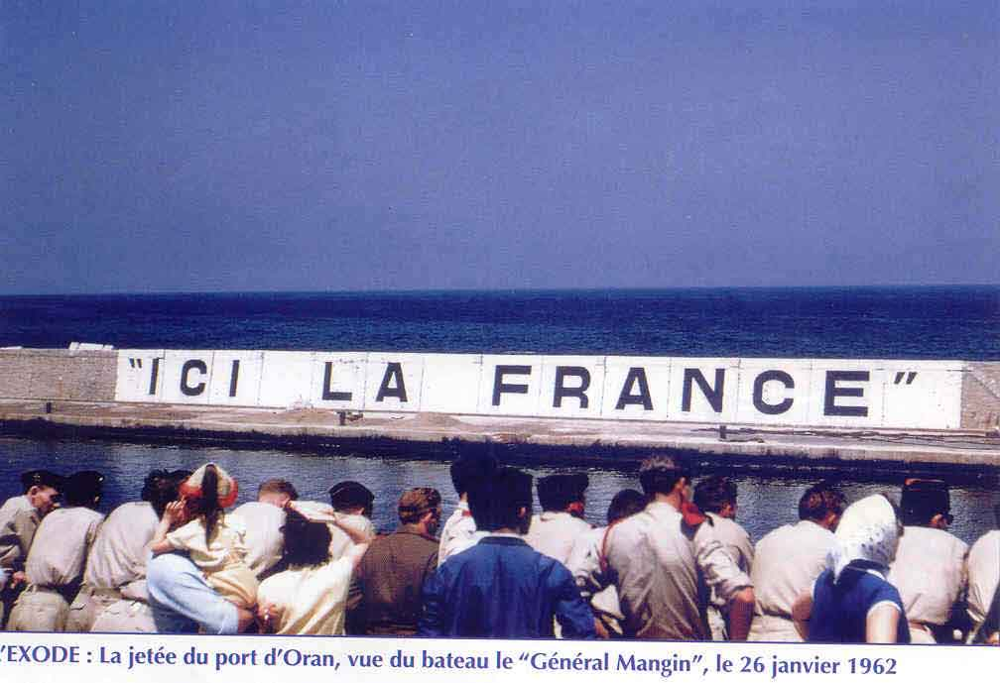 "ICI LA FRANCE"
'EXODE : La jetée du port d'Oran, vue du bateau le "Général Mangin", le 26 janvier 1962